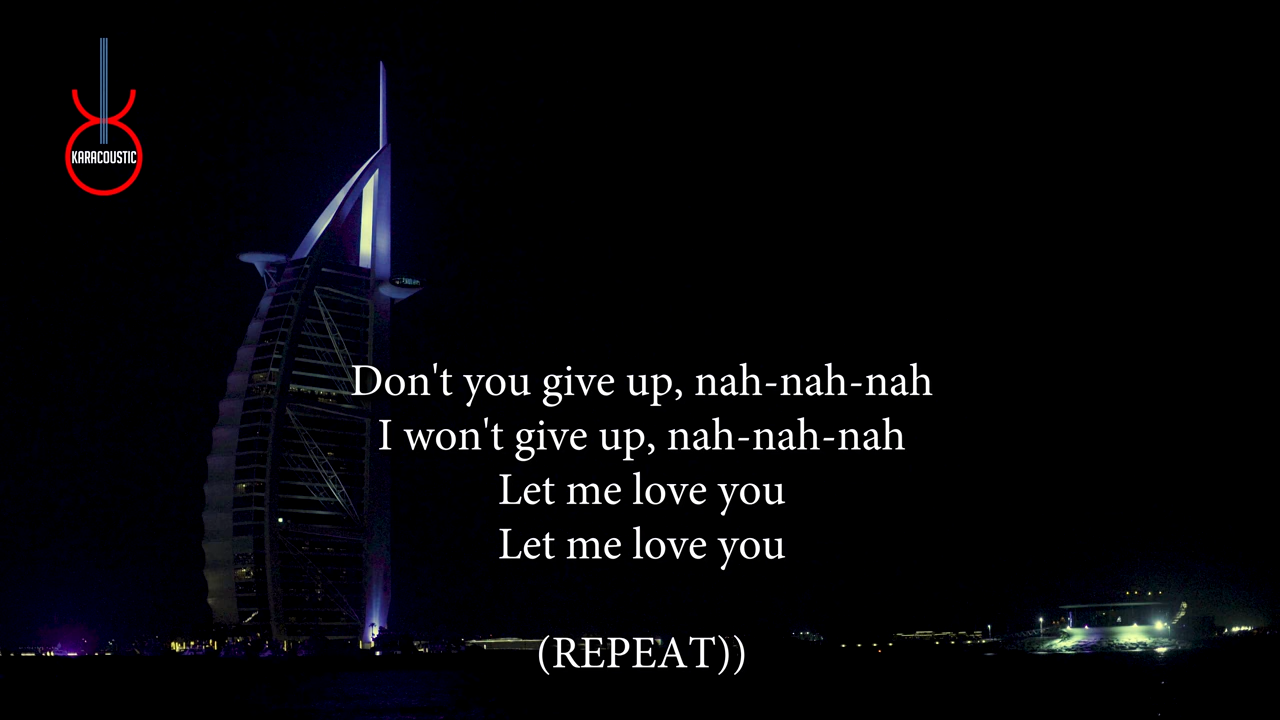 KARACOUSTIC
Don't you give up, nah-nah-nah
I won't give up, nah-nah-nah
Let me love you
Let me love you
(REPEAT))